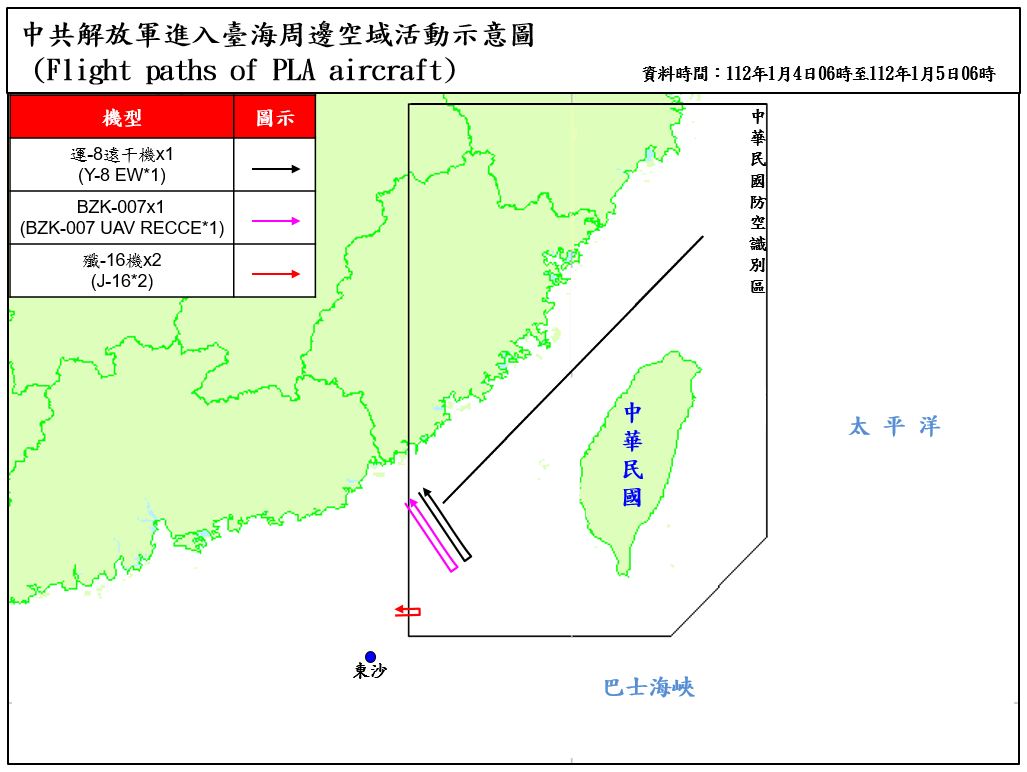 中共解放軍進入臺海周邊空域活動示意圖
(Flight paths of PLA aircraft)
資料時間：112年1月4日06時至112年1月5日06時
機型 圖示
運-8遠干機x1
(Y-8 EW*1)
BZK-007x1
(BZK-007 UAV RECCE*1)
殲-16機x2
(J-16*2)
中華民國防空識別區
中華民國
太平洋
東沙
巴士海峽